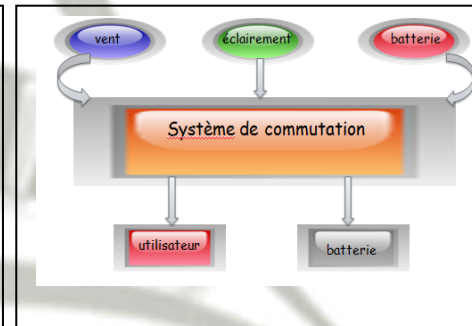 vent éclairement batterie
Système de commutation
utilisateur batterie